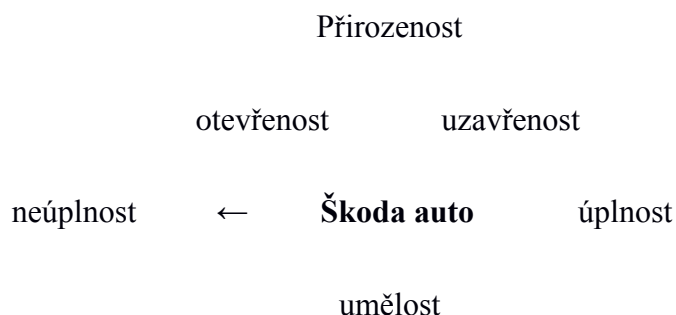 Přirozenost
otevřenost uzavřenost
neúplnost ← Škoda auto úplnost
umělost